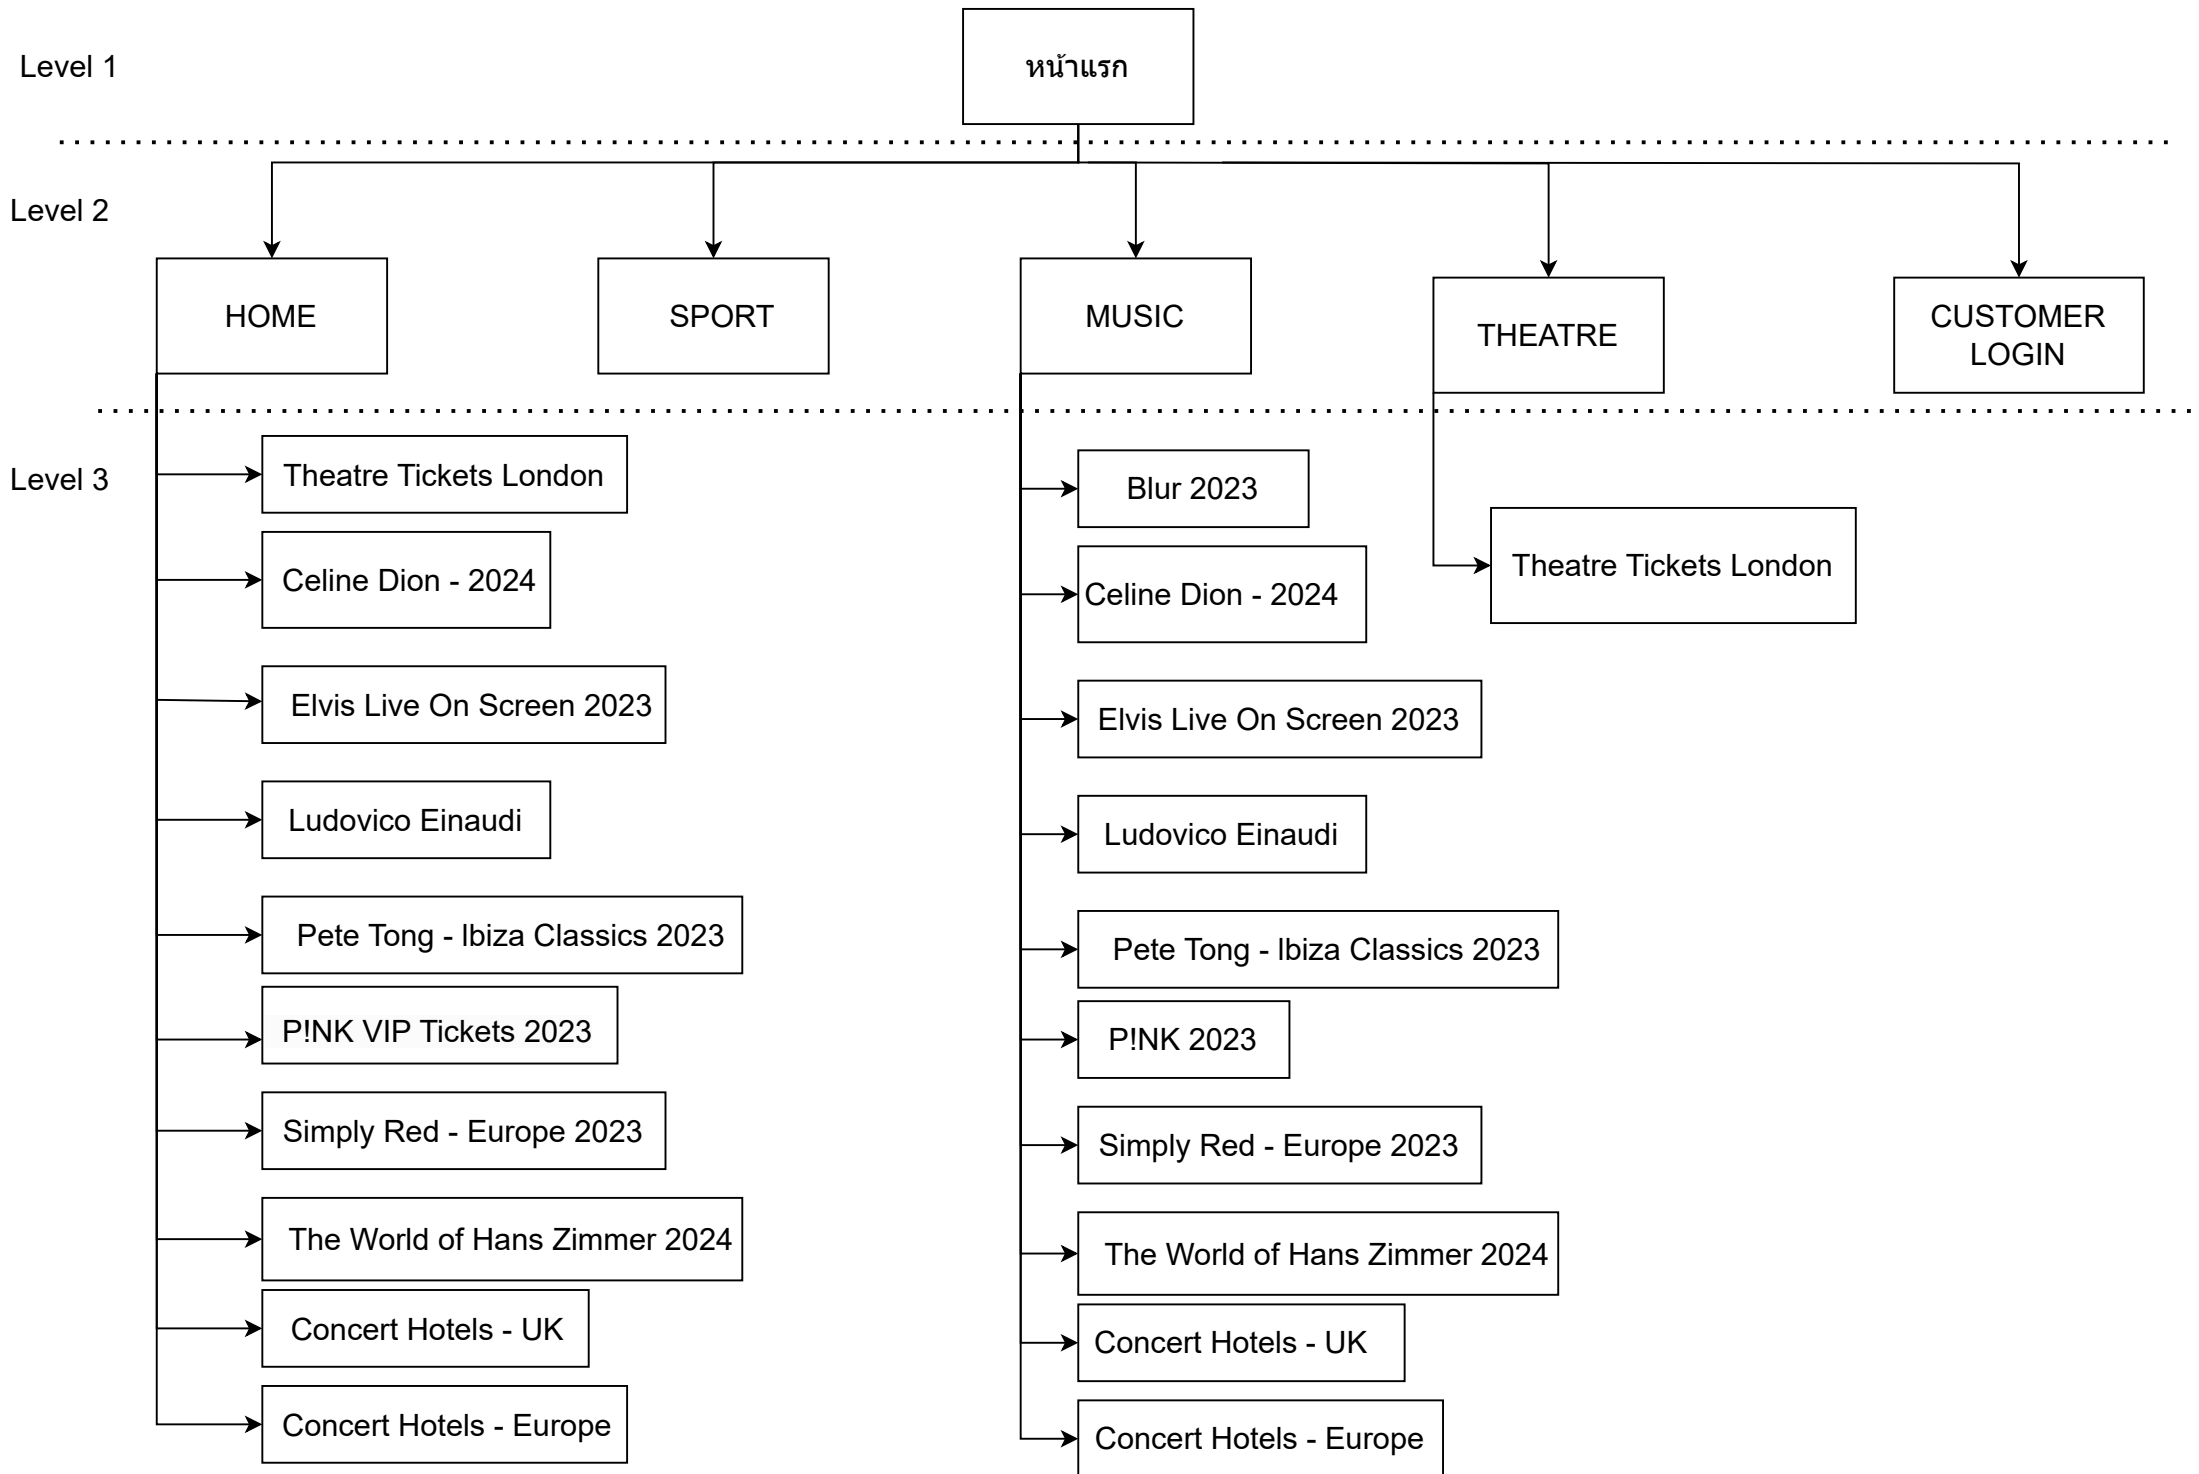 Level 1
หน้าแรก
Level 2
HOME
SPORT
MUSIC
THEATRE
CUSTOMER
LOGIN
Level 3
Theatre Tickets London
Celine Dion - 2024
Elvis Live On Screen 2023
Ludovico Einaudi
Pete Tong - Ibiza Classics 2023
P!NK VIP Tickets 2023
Simply Red - Europe 2023
The World of Hans Zimmer 2024
Concert Hotels - UK
Concert Hotels - Europe
Blur 2023
Celine Dion - 2024
Elvis Live On Screen 2023
Ludovico Einaudi
Pete Tong - Ibiza Classics 2023
P!NK 2023
Simply Red - Europe 2023
The World of Hans Zimmer 2024
Concert Hotels - UK
Concert Hotels - Europe
Theatre Tickets London